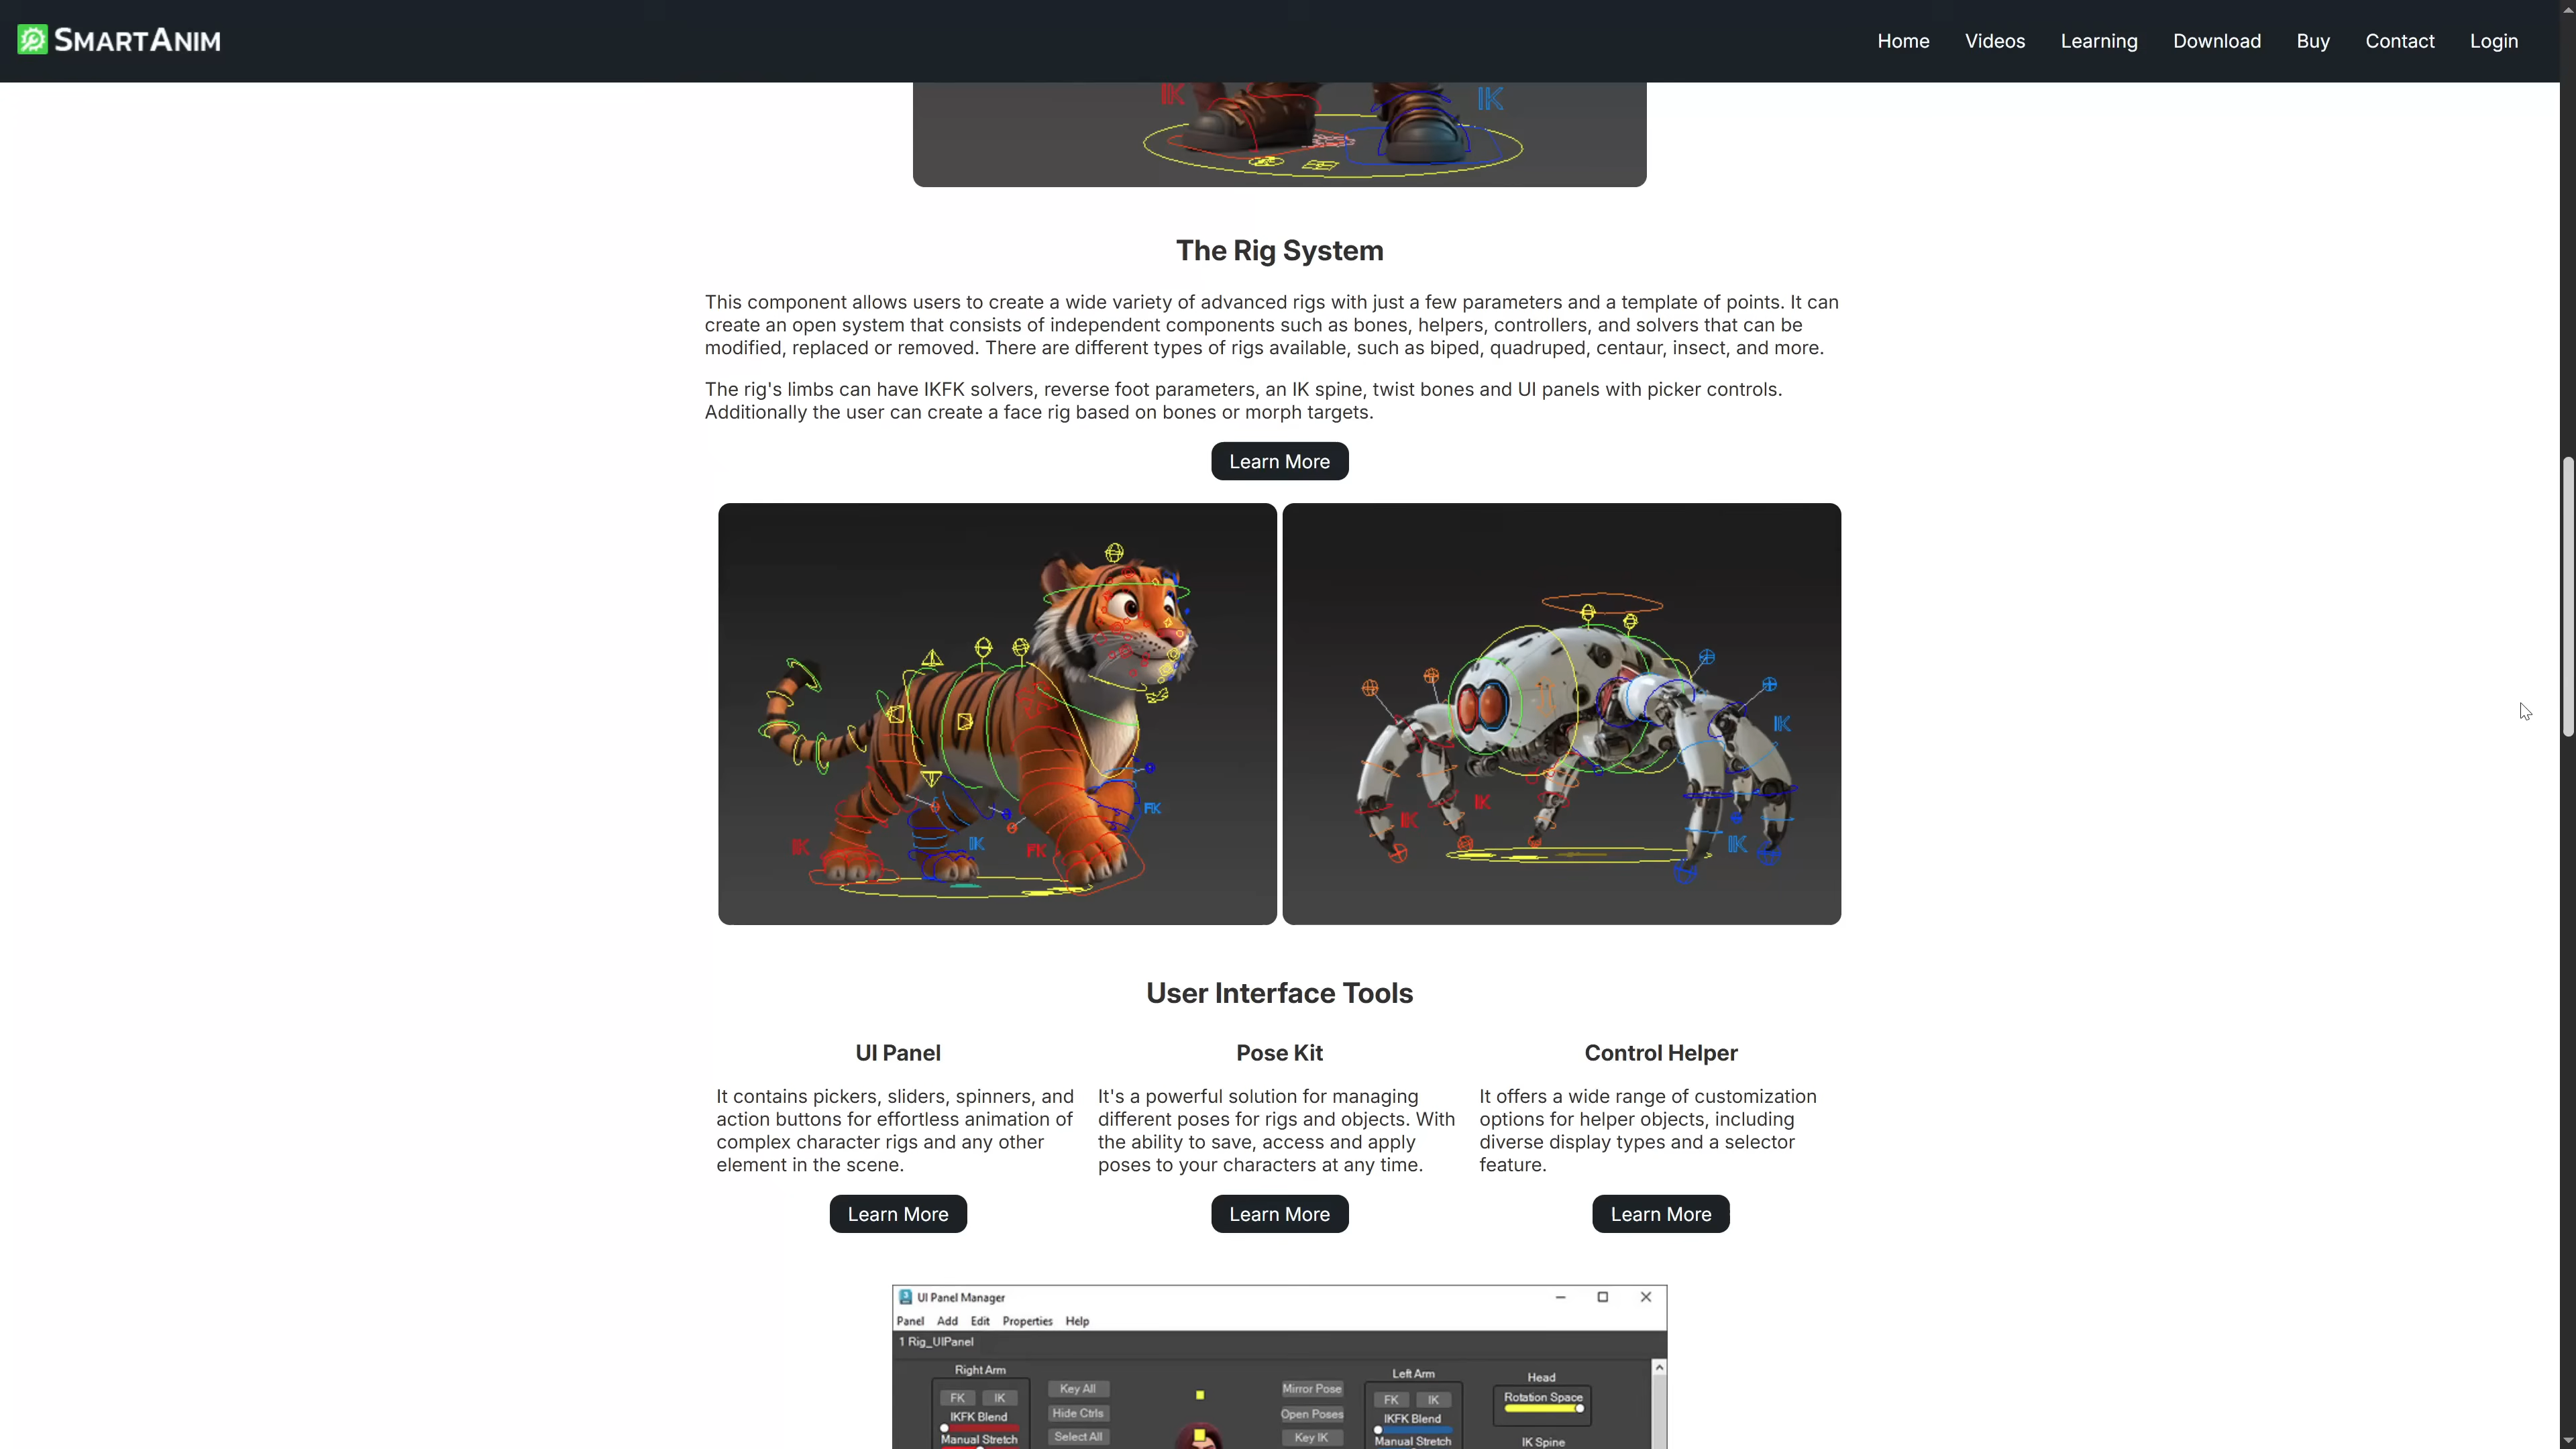 SMARTANIM
Home Videos Learning Download Buy Contact Login
IK IK
The Rig System
This component allows users to create a wide variety of advanced rigs with just a few parameters and a template of points. It can
create an open system that consists of independent components such as bones, helpers, controllers, and solvers that can be
modified, replaced or removed. There are different types of rigs available, such as biped, quadruped, centaur, insect, and more.
The rig's limbs can have IKFK solvers, reverse foot parameters, an IK spine, twist bones and UI panels with picker controls.
Additionally the user can create a face rig based on bones or morph targets.
Learn More
FK
IK IK FK
IK
IK IK
IK
User Interface Tools
UI Panel
It contains pickers, sliders, spinners, and
action buttons for effortless animation of
complex character rigs and any other
element in the scene.
Learn More
Pose Kit
It's a powerful solution for managing
different poses for rigs and objects. With
the ability to save, access and apply
poses to your characters at any time.
Learn More
Control Helper
It offers a wide range of customization
options for helper objects, including
diverse display types and a selector
feature.
Learn More
3
UI Panel Manager
Panel Add Edit Properties Help
1 Rig_UIPanel
Right Arm
FK IK
IKFK Blend
Manual Stretch
Key All
Hide Ctrls
Select All
Mirror Pose
Open Poses
Key IK
Left Arm
FK IK
IKFK Blend
Manual Stretch
Head
Rotation Space
IK Spine